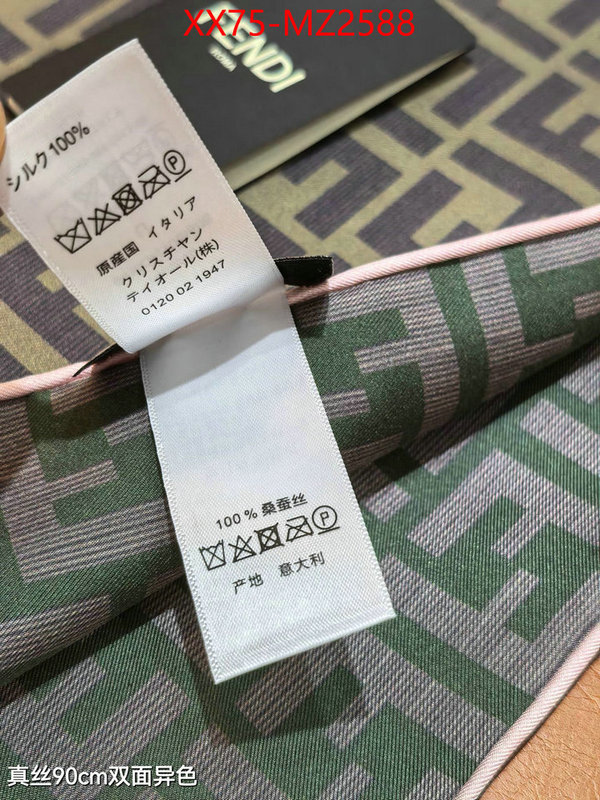 XX75-MZ2588
FENDI
ROMA
シルク100%
P
原産国 イタリア
クリスチャン
ディオール(株)
0120 02 1947
100 % 桑蚕丝
P
产地 意大利
真丝90cm双面异色